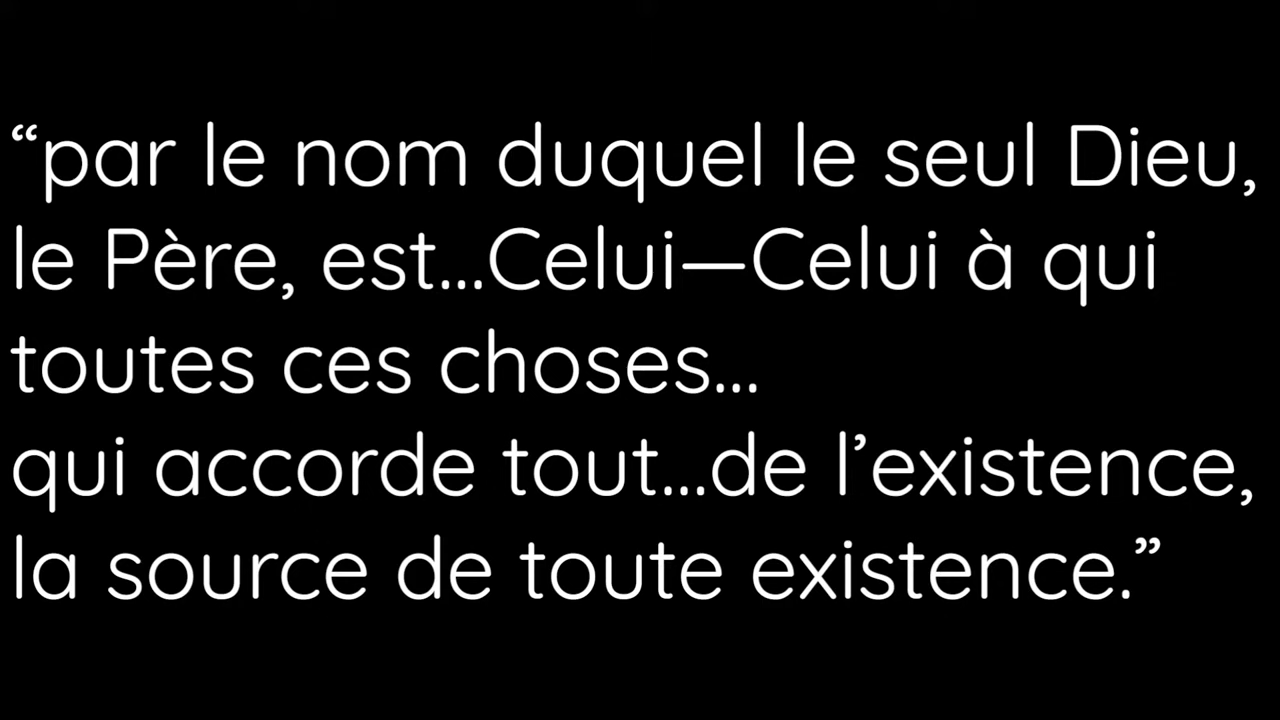 “par le nom duquel le seul Dieu,
le Père, est...Celui—Celui à qui
toutes ces choses...
qui accorde tout...de l’existence,
la source de toute existence.”